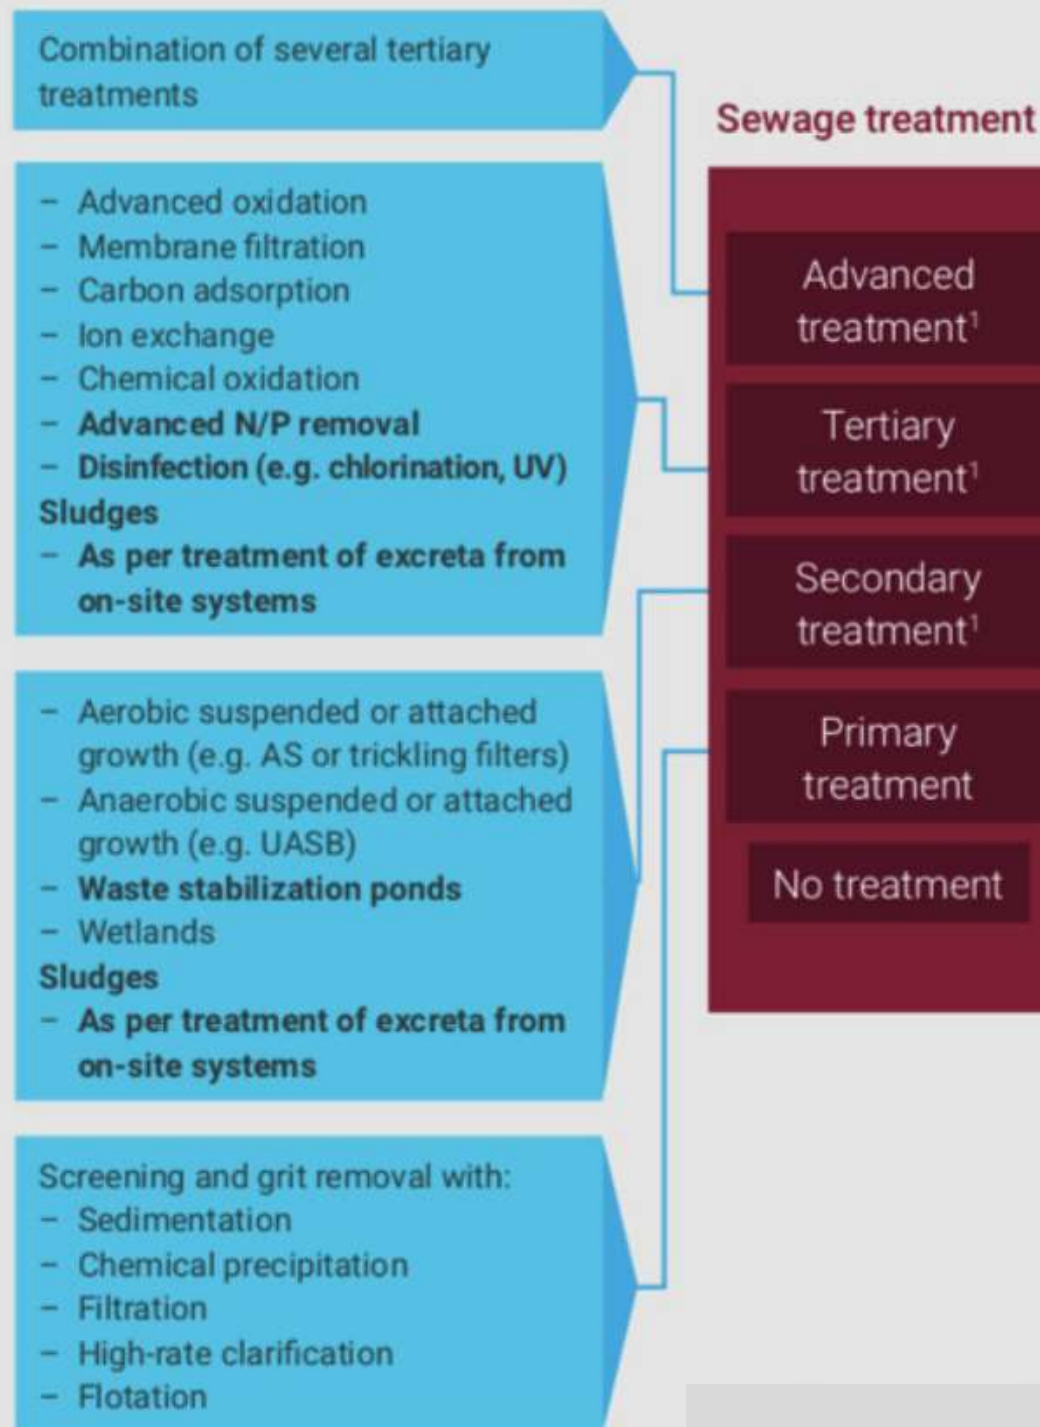 Combination of several tertiary
treatments
– Advanced oxidation
– Membrane filtration
– Carbon adsorption
– Ion exchange
– Chemical oxidation
– Advanced N/P removal
– Disinfection (e.g. chlorination, UV)
Sludges
– As per treatment of excreta from
on-site systems
– Aerobic suspended or attached
growth (e.g. AS or trickling filters)
– Anaerobic suspended or attached
growth (e.g. UASB)
– Waste stabilization ponds
– Wetlands
Sludges
– As per treatment of excreta from
on-site systems
Screening and grit removal with:
– Sedimentation
– Chemical precipitation
– Filtration
– High-rate clarification
– Flotation
Sewage treatment
Advanced
treatment¹
Tertiary
treatment¹
Secondary
treatment¹
Primary
treatment
No treatment